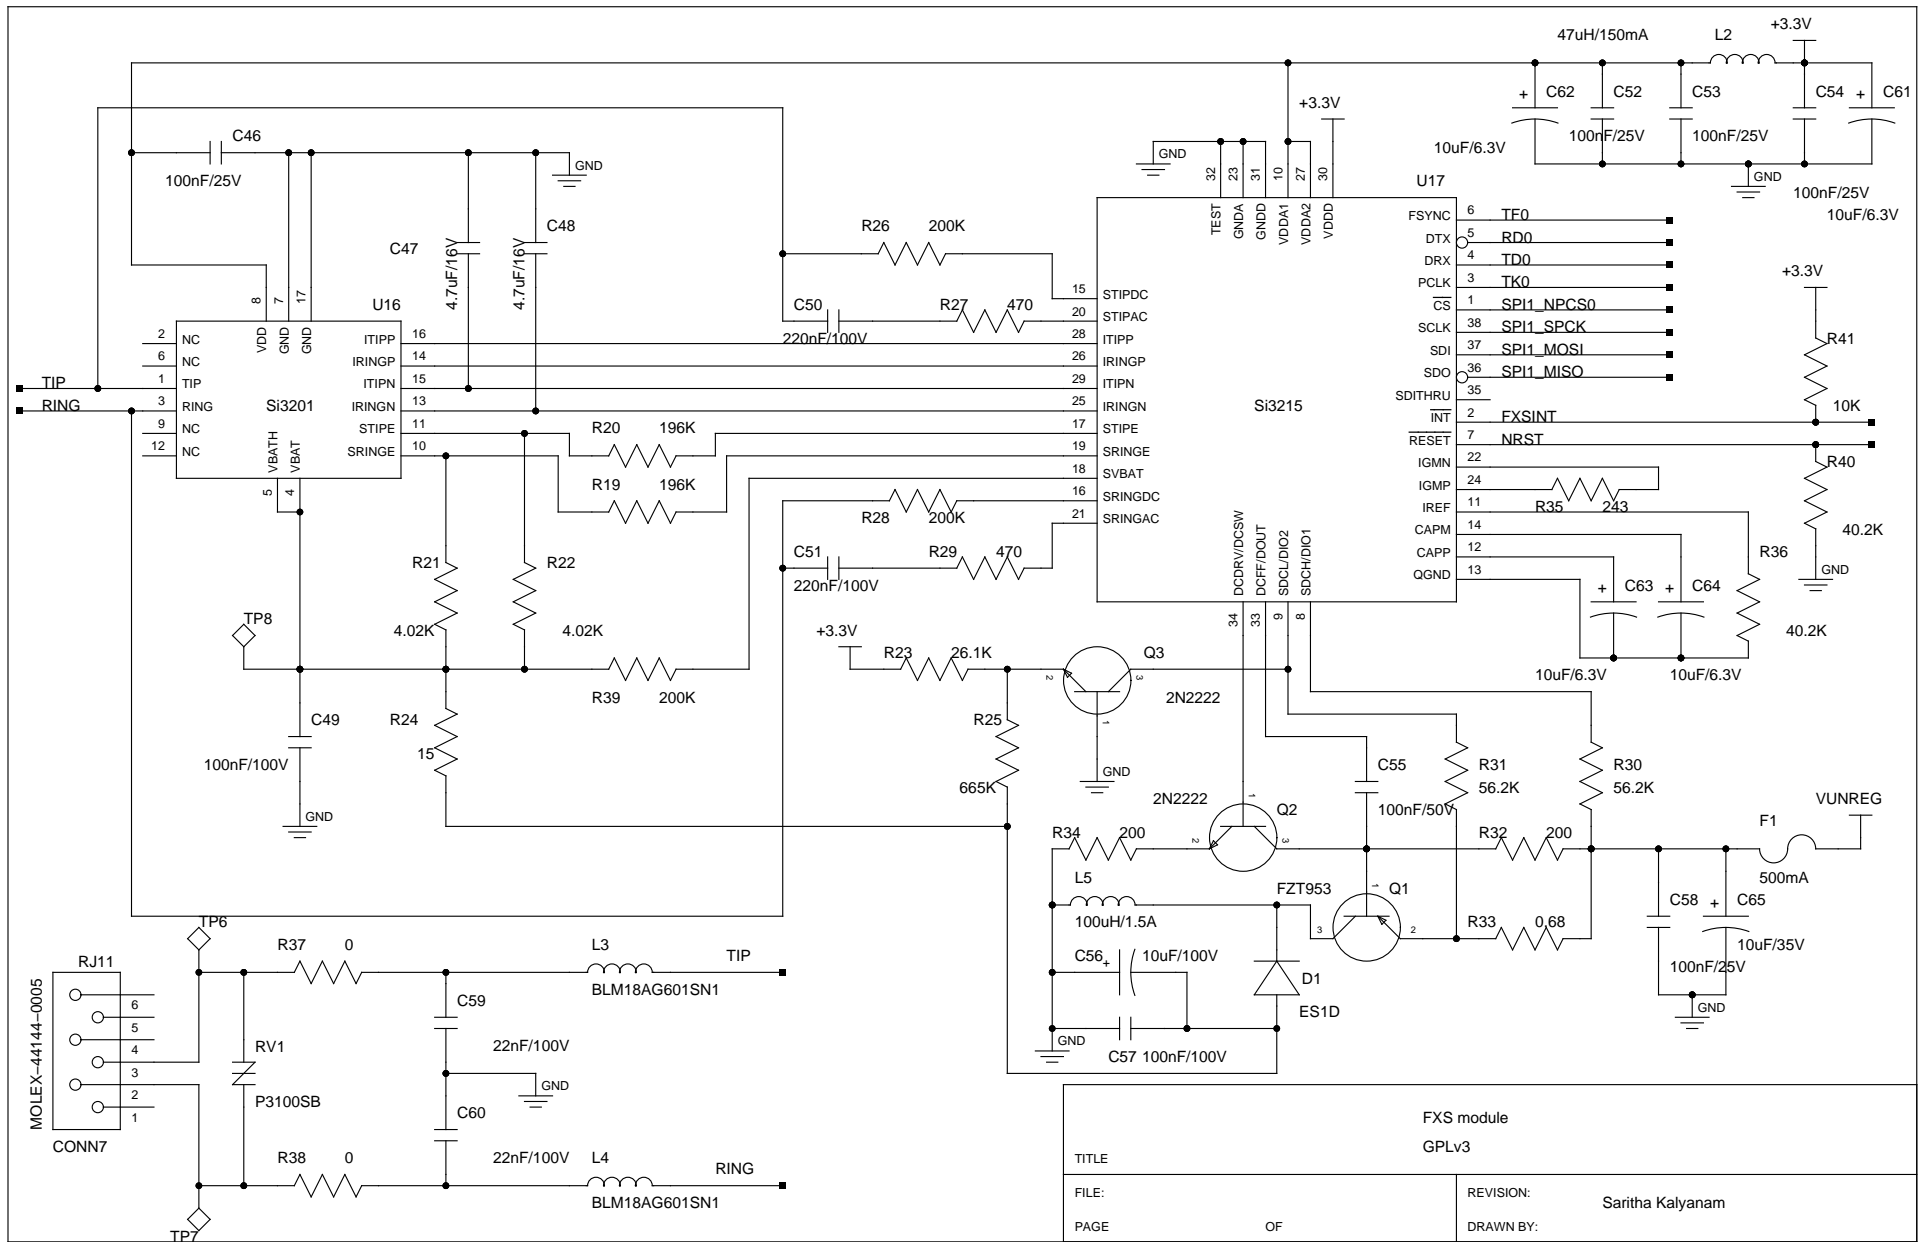 47uH/150mA L2 +3.3V
+ C62 C52 C53 C54 + C61
+3.3V
C46
GND
100nF/25V 100nF/25V
10uF/6.3V
GND
100nF/25V
32 23 31 10 27 30
U17
GND
100nF/25V
10uF/6.3V
TEST GNDA GNDD VDDA1 VDDA2 VDDD
FSYNC 6 TF0
DTX 5 RD0
DRX 4 TD0
PCLK 3 TK0
CS 1 SPI1_NPCS0
SCLK 38 SPI1_SPCK
SDI 37 SPI1_MOSI
SDO 36 SPI1_MISO
SDITHRU 35
INT 2 FXSINT
RESET 7 NRST
IGMN 22
IGMP 24
IREF 11
CAPM 14
CAPP 12
QGND 13
R26 200K
C47 4.7uF/16V
C48 4.7uF/16V
C50 220nF/100V
R27 470
15 STIPDC
20 STIPAC
28 ITIPP
26 IRINGP
29 ITIPN
25 IRINGN
17 STIPE
19 SRINGE
18 SVBAT
16 SRINGDC
21 SRINGAC
Si3215
8 7 17
U16
VDD GND GND
2 NC
6 NC
1 TIP
3 RING
9 NC
12 NC
TIP
RING
Si3201
ITIPP 16
IRINGP 14
ITIPN 15
IRINGN 13
STIPE 11
SRINGE 10
VBATH VBAT
5 4
+3.3V
R41
10K
R40
40.2K
GND
R20 196K
R19 196K
R28 200K
C51 220nF/100V
R29 470
R35 243
R36
40.2K
+ C63 + C64
10uF/6.3V 10uF/6.3V
R21 R22
4.02K 4.02K
TP8
R39 200K
C49
100nF/100V
GND
R24
15
DCDRV/DCSW DCFF/DOUT SDCL/DIO2 SDCH/DIO1
34 33 9 8
+3.3V
R23 26.1K
Q3
2 3 1
2N2222
GND
R25
665K
C55
100nF/50V
R31
56.2K
R30
56.2K
2N2222
Q2
1 2 3
R34 200
R32 200
VUNREG
F1
500mA
L5
100uH/1.5A
FZT953
Q1
1 3 2
R33 0.68
C58
100nF/25V
+ C65
10uF/35V
GND
C56 + 10uF/100V
D1
ES1D
GND
C57 100nF/100V
TP6
R37 0
L3
BLM18AG601SN1
TIP
RJ11
MOLEX-44144-0005
6
5
4
3
2
1
CONN7
RV1
P3100SB
C59
22nF/100V
GND
C60
22nF/100V
R38 0
L4
BLM18AG601SN1
RING
TP7
FXS module
GPLv3
TITLE
FILE:
REVISION:
Saritha Kalyanam
PAGE OF
DRAWN BY: